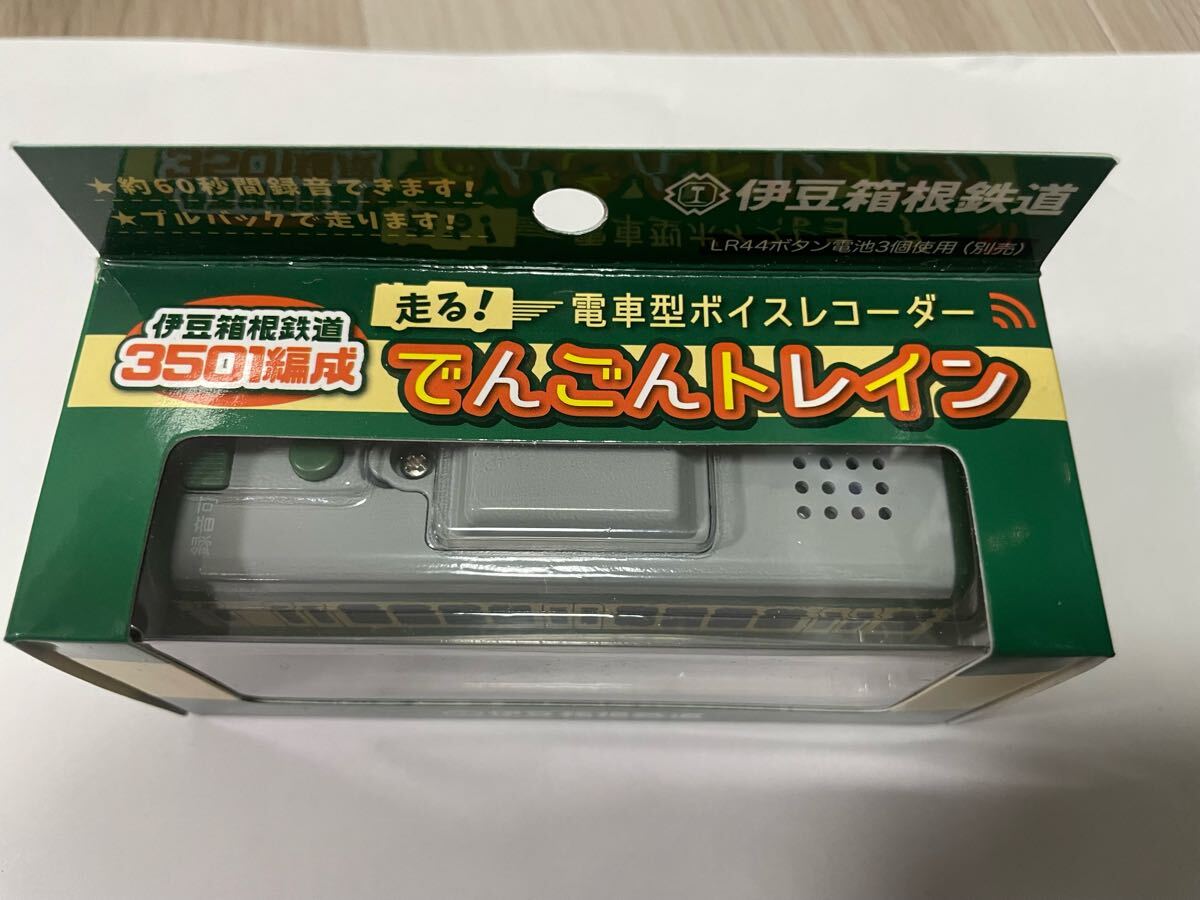 ★約60秒間録音できます!
★プルバックで走ります!
伊豆箱根鉄道
LR44ボタン電池3個使用（別売）
伊豆箱根鉄道
3501編成
走る! 電車型ボイスレコーダー
でんごんトレイン
録音可